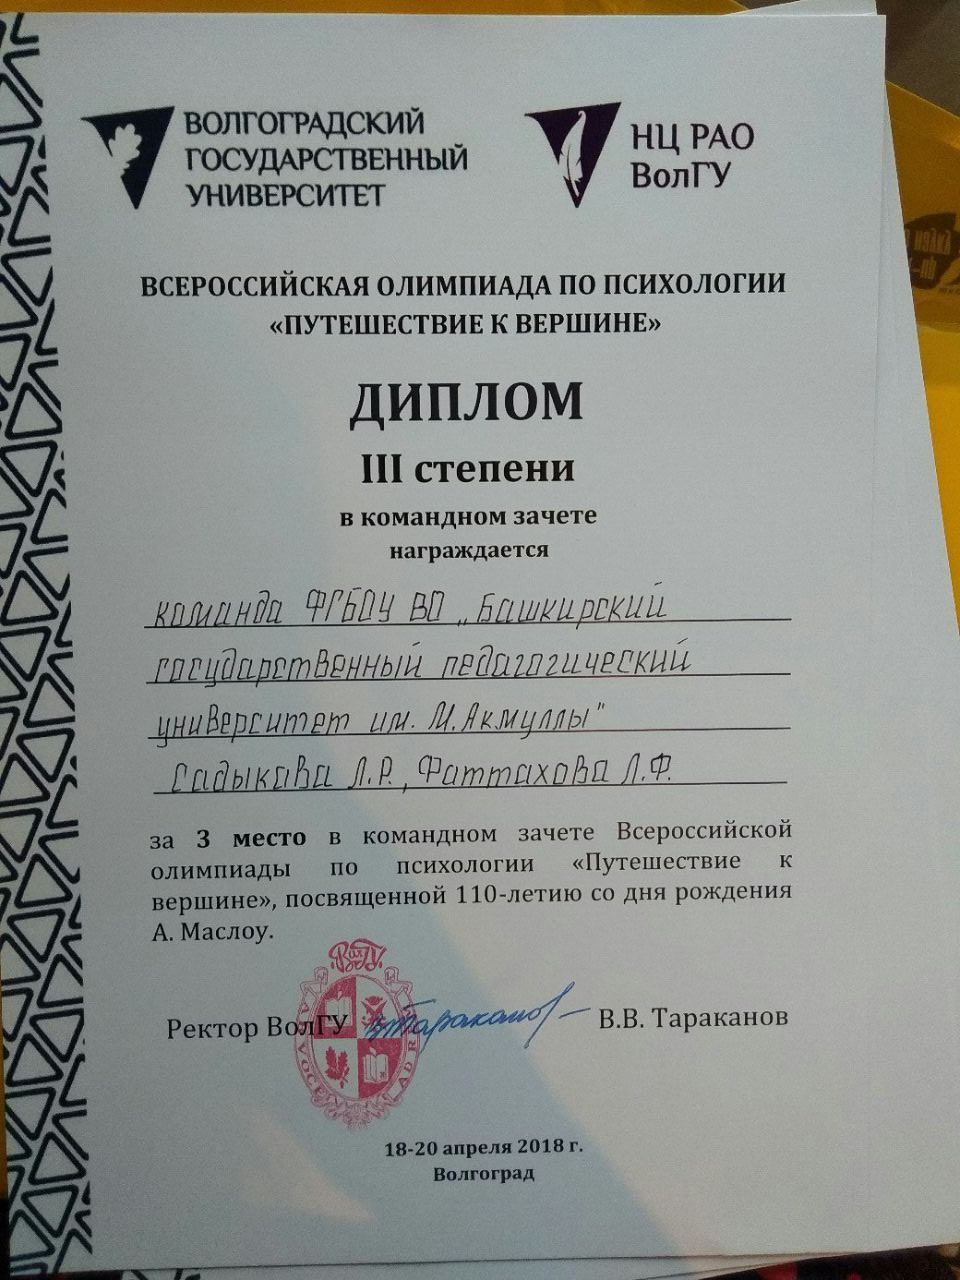 ВОЛГОГРАДСКИЙ
ГОСУДАРСТВЕННЫЙ
УНИВЕРСИТЕТ
НЦ РАО
ВолГУ
ВСЕРОССИЙСКАЯ ОЛИМПИАДА ПО ПСИХОЛОГИИ
«ПУТЕШЕСТВИЕ К ВЕРШИНЕ»
ДИПЛОМ
III степени
в командном зачете
награждается
команда ФГБОУ ВО „Башкирский
государственный педагогический
университет им. М.Акмуллы"
Садыкова Л.Р., Фаттахова Л.Ф.
за 3 место в командном зачете Всероссийской
олимпиады по психологии «Путешествие к
вершине», посвященной 110-летию со дня рождения
А. Маслоу.
ВолГУ
Ректор ВолГУ Тараканов В.В. Тараканов
18-20 апреля 2018 г.
Волгоград